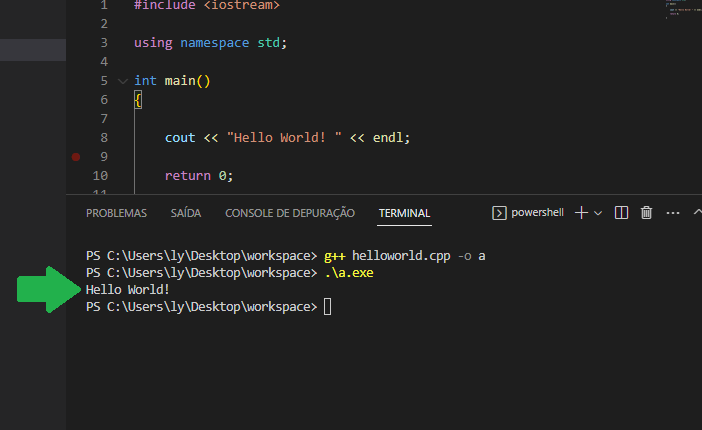 1 #include <iostream>
2
3 using namespace std;
4
5 int main()
6 {
7
8 cout << "Hello World! " << endl;
9
10 return 0;
11
PROBLEMAS SAÍDA CONSOLE DE DEPURAÇÃO TERMINAL powershell
PS C:\Users\ly\Desktop\workspace> g++ helloworld.cpp -o a
PS C:\Users\ly\Desktop\workspace> .\a.exe
Hello World!
PS C:\Users\ly\Desktop\workspace>